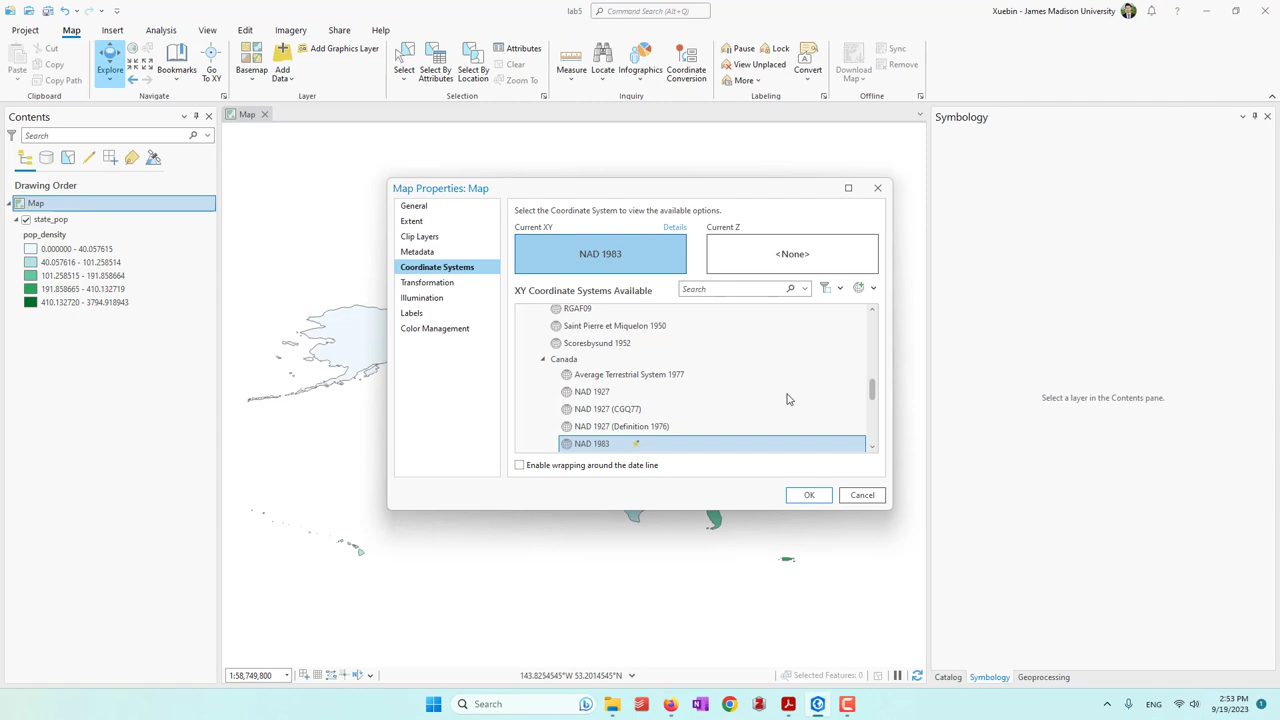 lab5
Command Search (Alt+Q)
Xuebin - James Madison University
Project Map Insert Analysis View Edit Imagery Share Help
Paste
Cut
Copy
Copy Path
Clipboard
Explore
Bookmarks
Go To XY
Navigate
Basemap
Add Data
Add Graphics Layer
Layer
Select
Select By Attributes
Select By Location
Attributes
Clear
Zoom To
Selection
Measure
Locate
Infographics
Coordinate Conversion
Inquiry
Pause
Lock
View Unplaced
More
Convert
Labeling
Download Map
Sync
Remove
Offline
Contents
Search
Drawing Order
Map
state_pop
pop_density
0.000000 - 40.057615
40.057616 - 101.258514
101.258515 - 191.858664
191.858665 - 410.132719
410.132720 - 3794.918943
Map
Map Properties: Map
General
Extent
Clip Layers
Metadata
Coordinate Systems
Transformation
Illumination
Labels
Color Management
Select the Coordinate System to view the available options.
Current XY
Details
Current Z
NAD 1983
<None>
XY Coordinate Systems Available
Search
RGAF09
Saint Pierre et Miquelon 1950
Scoresbysund 1952
Canada
Average Terrestrial System 1977
NAD 1927
NAD 1927 (CGQ77)
NAD 1927 (Definition 1976)
NAD 1983
Enable wrapping around the date line
OK
Cancel
Symbology
Select a layer in the Contents pane.
1:58,749,800
143.8254545°W 53.2014545°N
Selected Features: 0
Catalog Symbology Geoprocessing
Search
2:53 PM
9/19/2023